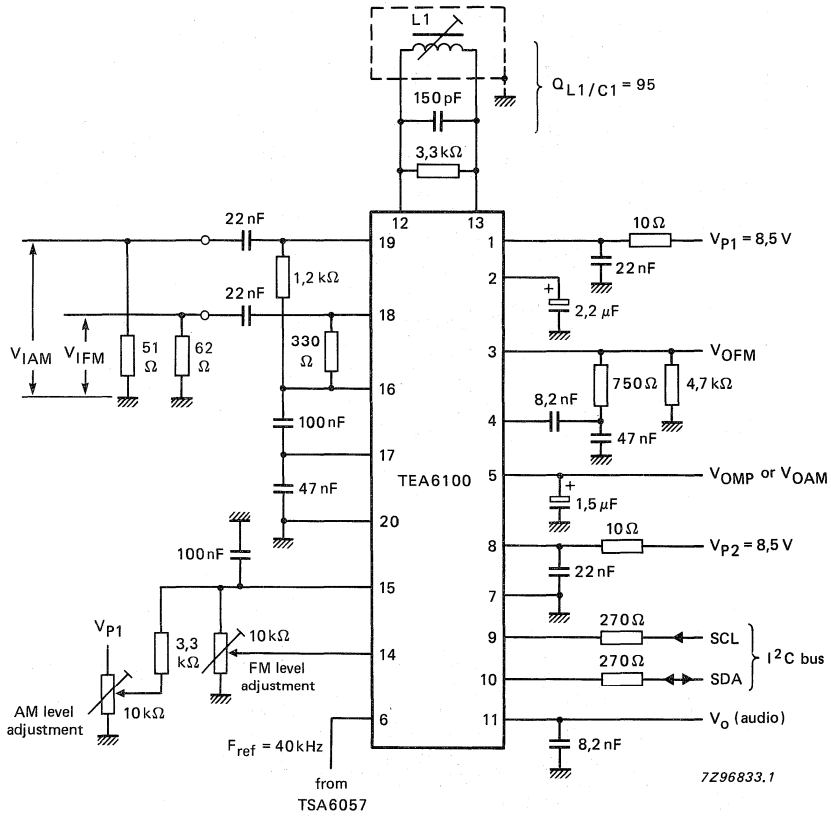 L1
Q L1/C1 = 95
150 pF
3,3 kΩ
12 13
22 nF
19
1
10 Ω
V P1 = 8,5 V
1,2 kΩ
22 nF
2
+
2,2 µF
22 nF
18
V IAM
V IFM
51 Ω
62 Ω
330 Ω
3
V OFM
16
8,2 nF
750 Ω
4,7 kΩ
100 nF
4
47 nF
17
TEA6100
5
V OMP or V OAM
+
47 nF
1,5 µF
20
10 Ω
8
V P2 = 8,5 V
100 nF
22 nF
15
7
V P1
3,3 kΩ
10 kΩ
270 Ω
9
SCL
I²C bus
14
FM level
adjustment
270 Ω
10
SDA
AM level
adjustment
10 kΩ
6
11
V o (audio)
F ref = 40 kHz
8,2 nF
from
TSA6057
7Z96833.1